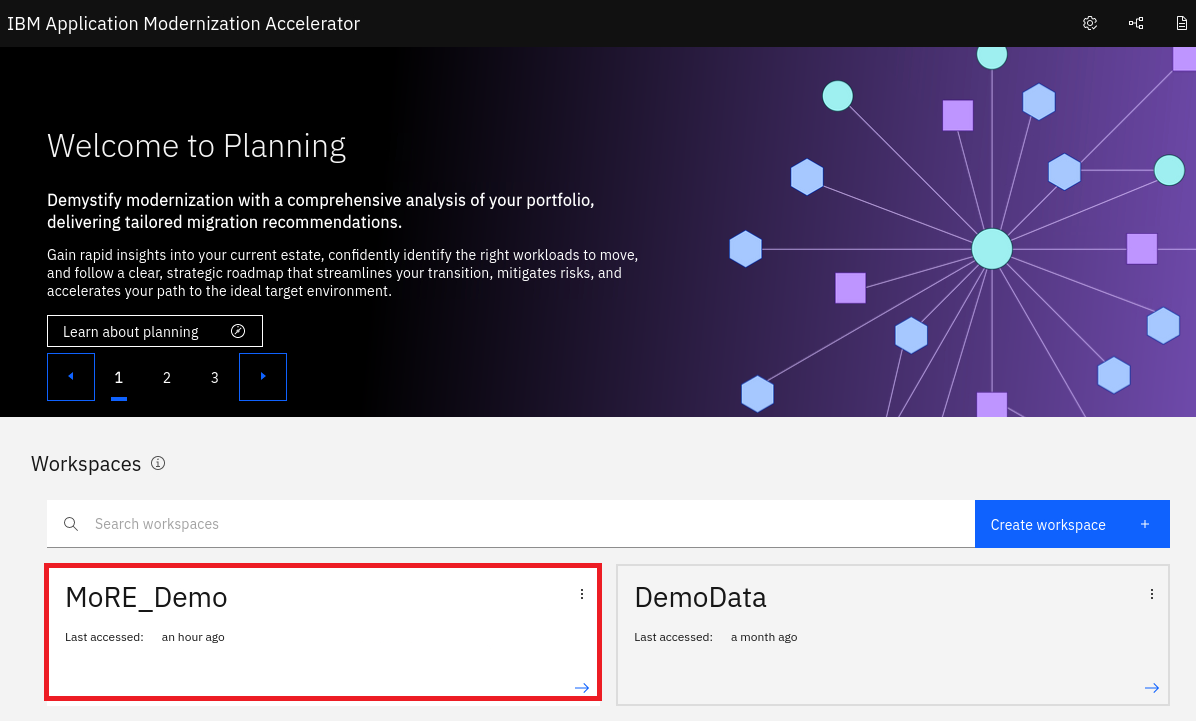 IBM Application Modernization Accelerator
Welcome to Planning
Demystify modernization with a comprehensive analysis of your portfolio,
delivering tailored migration recommendations.
Gain rapid insights into your current estate, confidently identify the right workloads to move,
and follow a clear, strategic roadmap that streamlines your transition, mitigates risks, and
accelerates your path to the ideal target environment.
Learn about planning
1 2 3
Workspaces
Search workspaces
Create workspace +
MoRE_Demo
Last accessed: an hour ago
DemoData
Last accessed: a month ago